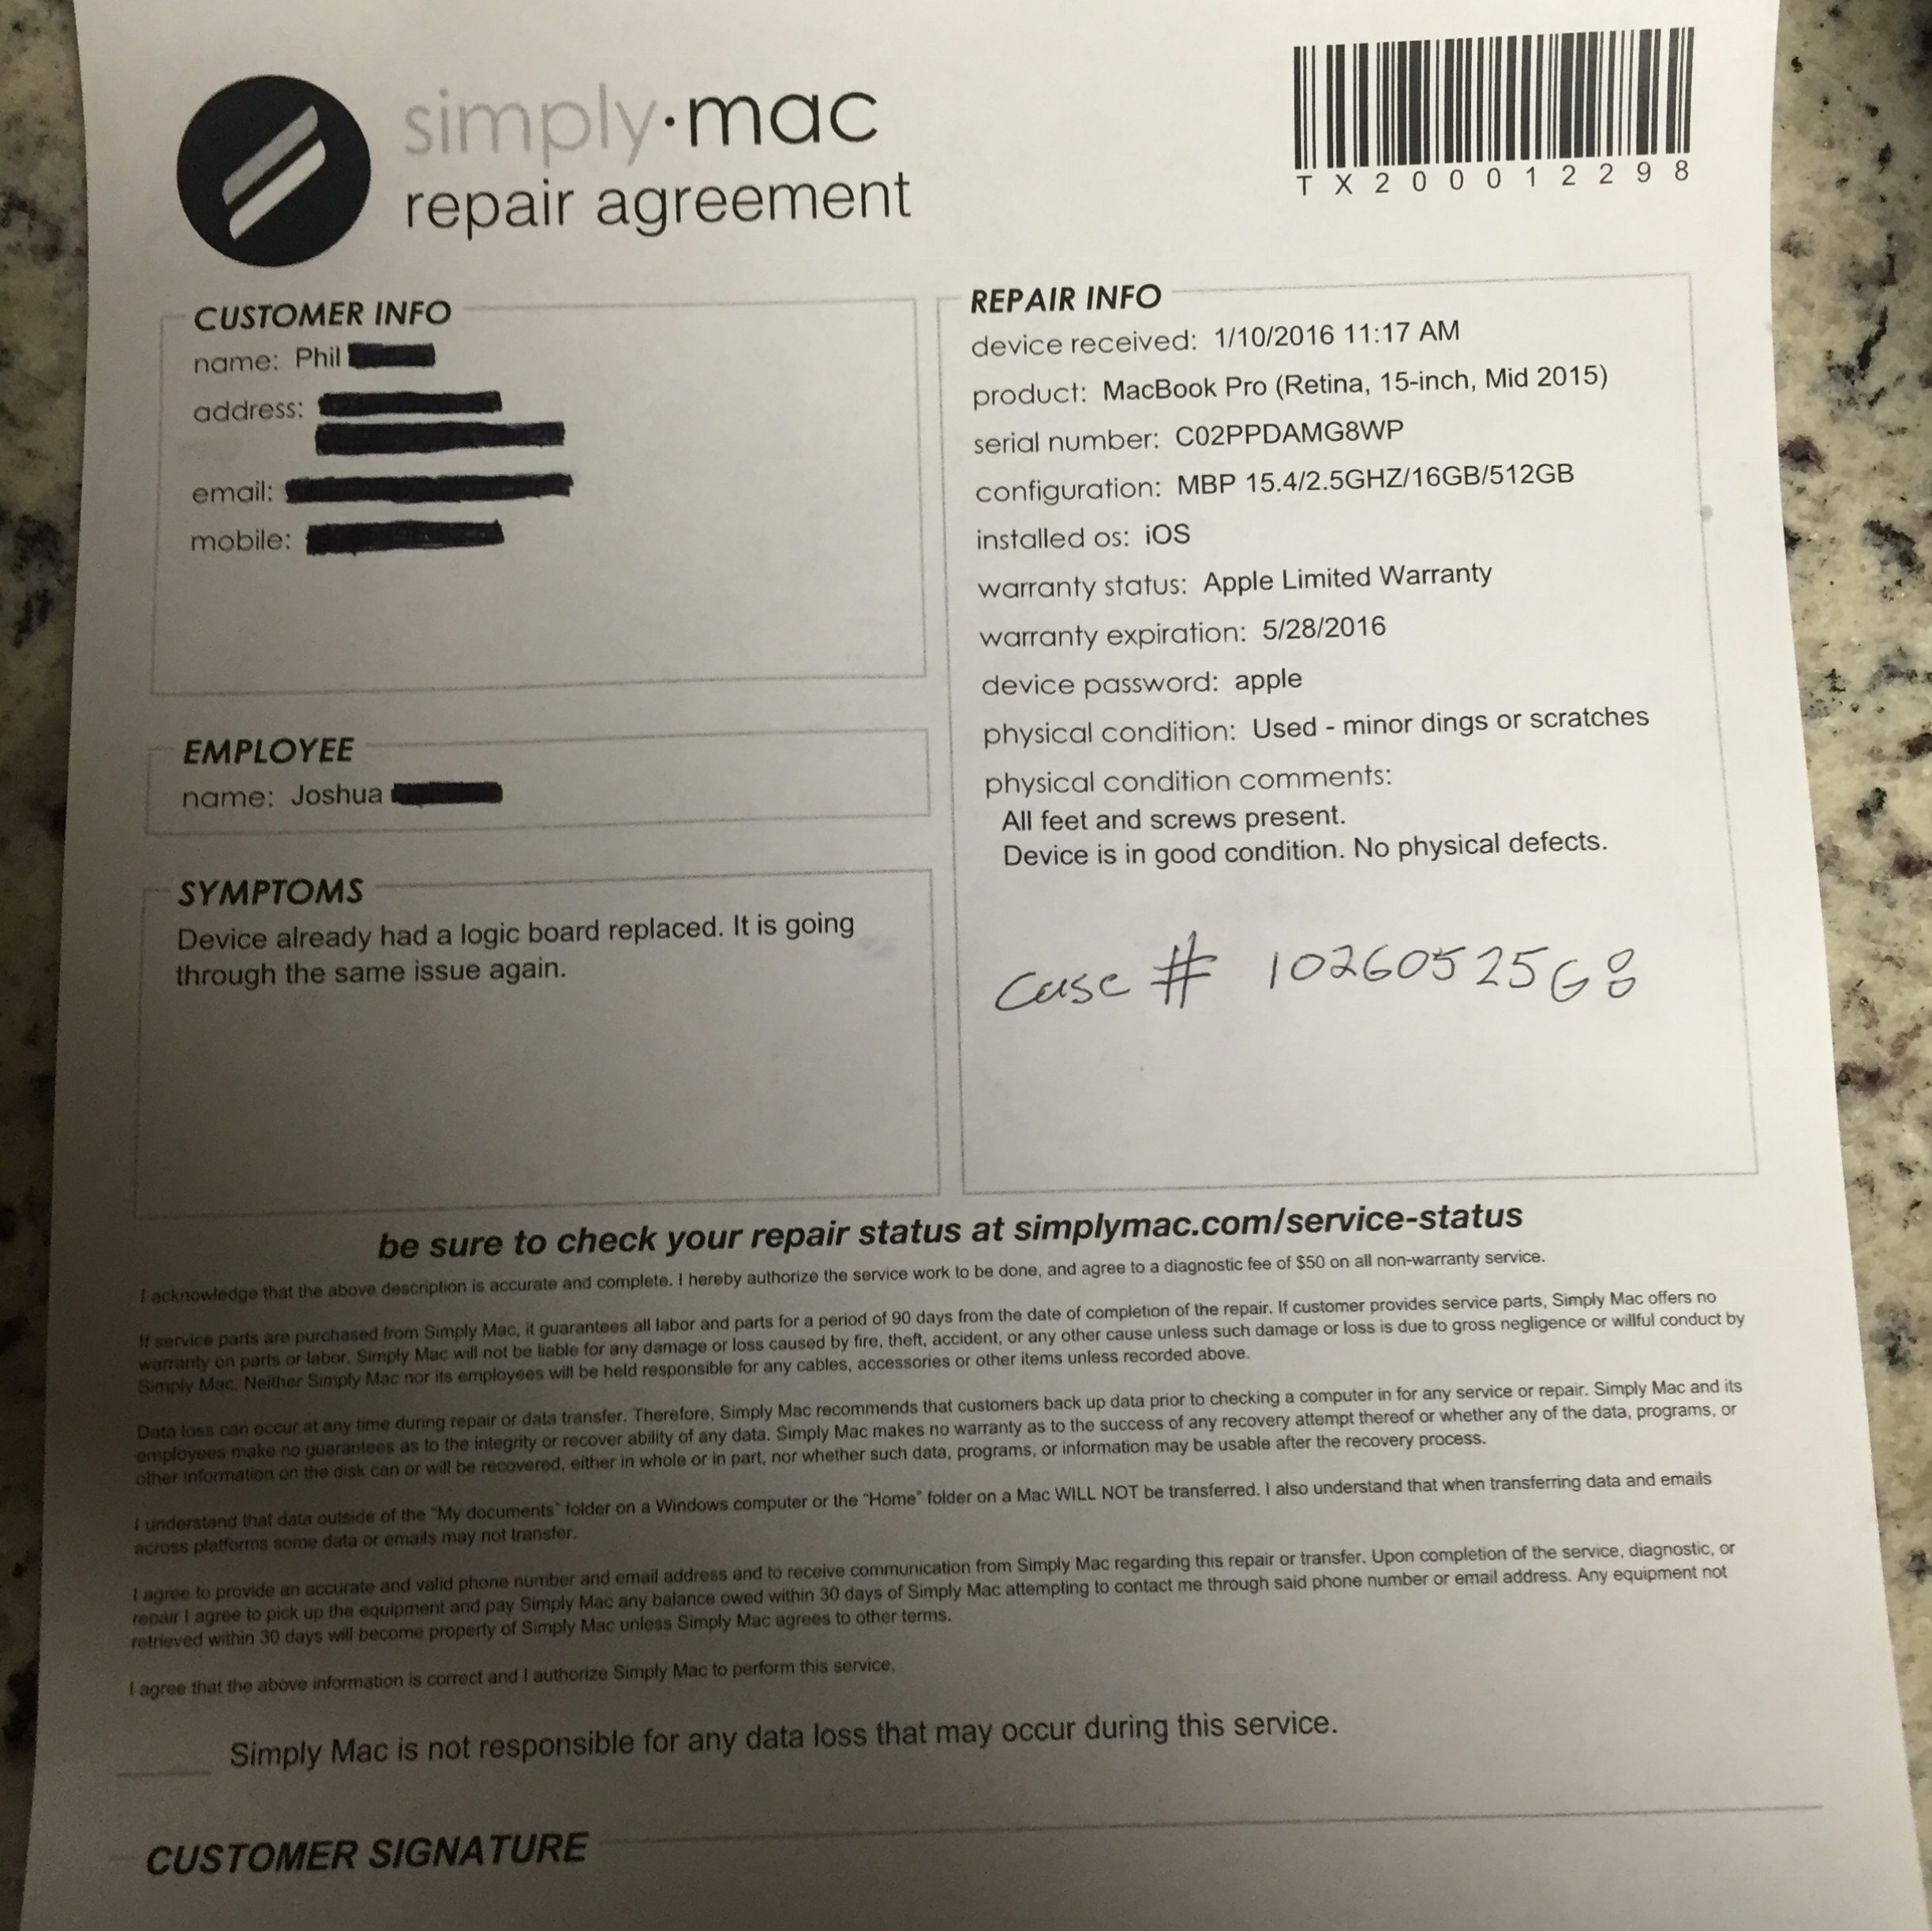 simply·mac
repair agreement
TX200012298
CUSTOMER INFO
name: Phil
address:
email:
mobile:
EMPLOYEE
name: Joshua
SYMPTOMS
Device already had a logic board replaced. It is going
through the same issue again.
REPAIR INFO
device received: 1/10/2016 11:17 AM
product: MacBook Pro (Retina, 15-inch, Mid 2015)
serial number: C02PPDAMG8WP
configuration: MBP 15.4/2.5GHZ/16GB/512GB
installed os: iOS
warranty status: Apple Limited Warranty
warranty expiration: 5/28/2016
device password: apple
physical condition: Used - minor dings or scratches
physical condition comments:
All feet and screws present.
Device is in good condition. No physical defects.
Case # 1026052568
be sure to check your repair status at simplymac.com/service-status
I acknowledge that the above description is accurate and complete. I hereby authorize the service work to be done, and agree to a diagnostic fee of $50 on all non-warranty service.
If service parts are purchased from Simply Mac, it guarantees all labor and parts for a period of 90 days from the date of completion of the repair. If customer provides service parts, Simply Mac offers no
warranty on parts or labor. Simply Mac will not be liable for any damage or loss caused by fire, theft, accident, or any other cause unless such damage or loss is due to gross negligence or willful conduct by
Simply Mac. Neither Simply Mac nor its employees will be held responsible for any cables, accessories or other items unless recorded above.
Data loss can occur at any time during repair or data transfer. Therefore, Simply Mac recommends that customers back up data prior to checking a computer in for any service or repair. Simply Mac and its
employees make no guarantees as to the integrity or recover ability of any data. Simply Mac makes no warranty as to the success of any recovery attempt thereof or whether any of the data, programs, or
other information on the disk can or will be recovered, either in whole or in part, nor whether such data, programs, or information may be usable after the recovery process.
I understand that data outside of the "My documents" folder on a Windows computer or the "Home" folder on a Mac WILL NOT be transferred. I also understand that when transferring data and emails
across platforms some data or emails may not transfer.
I agree to provide an accurate and valid phone number and email address and to receive communication from Simply Mac regarding this repair or transfer. Upon completion of the service, diagnostic, or
repair I agree to pick up the equipment and pay Simply Mac any balance owed within 30 days of Simply Mac attempting to contact me through said phone number or email address. Any equipment not
retrieved within 30 days will become property of Simply Mac unless Simply Mac agrees to other terms.
I agree that the above information is correct and I authorize Simply Mac to perform this service.
Simply Mac is not responsible for any data loss that may occur during this service.
CUSTOMER SIGNATURE